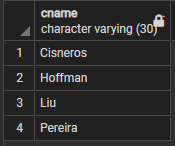 cname
character varying (30)
1 Cisneros
2 Hoffman
3 Liu
4 Pereira